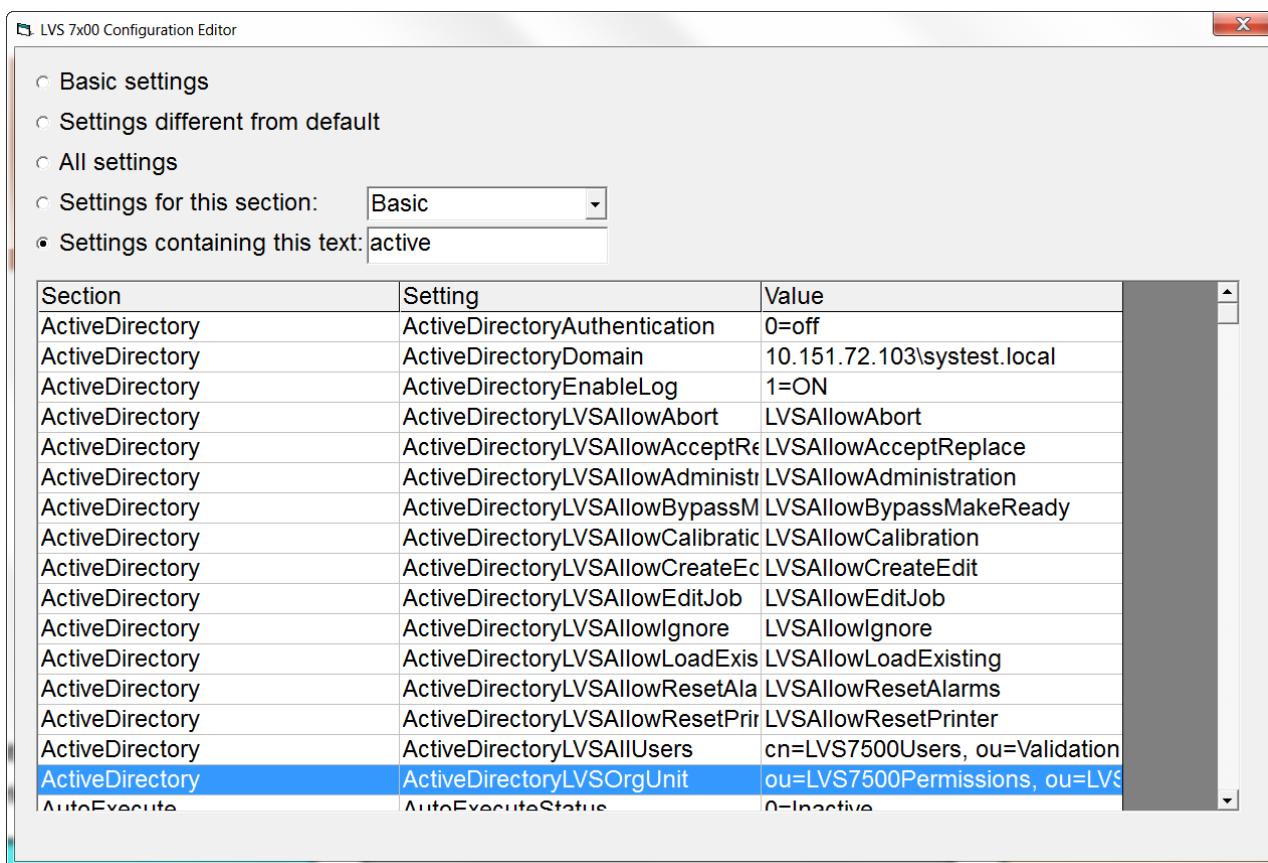 LVS 7x00 Configuration Editor
Basic settings
Settings different from default
All settings
Settings for this section: Basic
Settings containing this text: active
Section Setting Value
ActiveDirectory ActiveDirectoryAuthentication 0=off
ActiveDirectory ActiveDirectoryDomain 10.151.72.103\systest.local
ActiveDirectory ActiveDirectoryEnableLog 1=ON
ActiveDirectory ActiveDirectoryLVSAllowAbort LVSAllowAbort
ActiveDirectory ActiveDirectoryLVSAllowAcceptRe LVSAllowAcceptReplace
ActiveDirectory ActiveDirectoryLVSAllowAdministr LVSAllowAdministration
ActiveDirectory ActiveDirectoryLVSAllowBypassM LVSAllowBypassMakeReady
ActiveDirectory ActiveDirectoryLVSAllowCalibratic LVSAllowCalibration
ActiveDirectory ActiveDirectoryLVSAllowCreateEc LVSAllowCreateEdit
ActiveDirectory ActiveDirectoryLVSAllowEditJob LVSAllowEditJob
ActiveDirectory ActiveDirectoryLVSAllowIgnore LVSAllowIgnore
ActiveDirectory ActiveDirectoryLVSAllowLoadExis LVSAllowLoadExisting
ActiveDirectory ActiveDirectoryLVSAllowResetAla LVSAllowResetAlarms
ActiveDirectory ActiveDirectoryLVSAllowResetPrir LVSAllowResetPrinter
ActiveDirectory ActiveDirectoryLVSAllUsers cn=LVS7500Users, ou=Validation
ActiveDirectory ActiveDirectoryLVSOrgUnit ou=LVS7500Permissions, ou=LVS
AutoExecute AutoExecuteStatus 0=Inactive